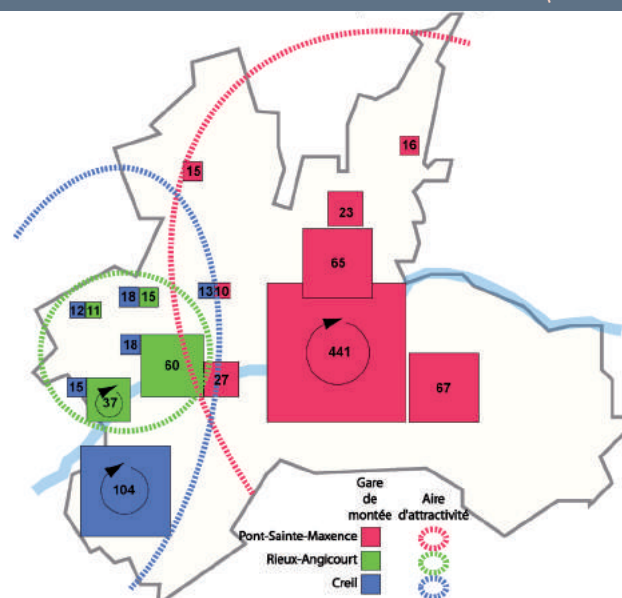 16
15
23
65
13 10
18 15
12 11
18
441
60
27
67
15
37
104
Gare
de
montée
Aire
d'attractivité
Pont-Sainte-Maxence
Rieux-Angicourt
Creil